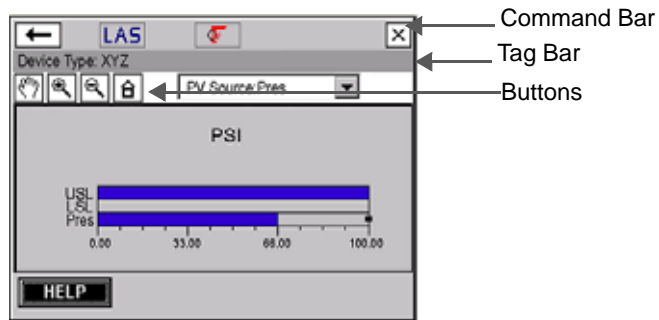 LAS
Command Bar
Device Type: XYZ
Tag Bar
PV Source:Pres
Buttons
PSI
USL
LSL
Pres
0.00 33.00 66.00 100.00
HELP